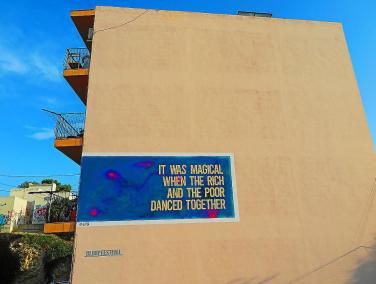 IT WAS MAGICAL
WHEN THE RICH
AND THE POOR
DANCED TOGETHER